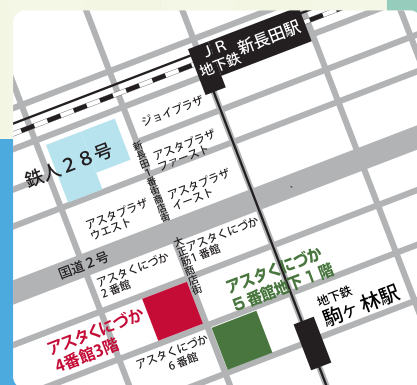 JR 新長田駅
地下鉄
ジョイプラザ
鉄人28号
新長田1番街商店街
アスタプラザ
ファースト
アスタプラザ
イースト
アスタプラザ
ウエスト
国道2号
大正筋商店街
アスタくにづか
1番館
アスタくにづか
2番館
アスタくにづか
5番館地下1階
地下鉄
駒ヶ林駅
アスタくにづか
4番館3階
アスタくにづか
6番館